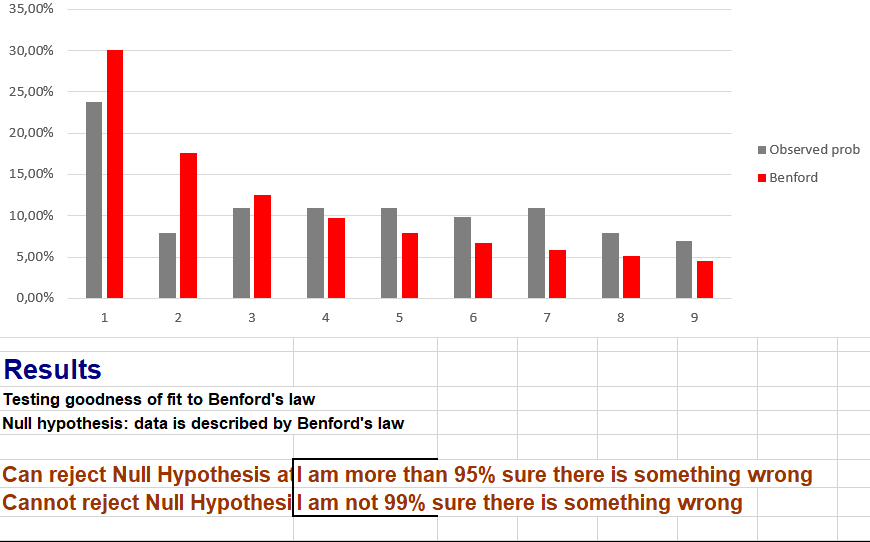 35,00%
30,00%
25,00%
20,00%
15,00%
10,00%
5,00%
0,00%
1 2 3 4 5 6 7 8 9
Observed prob
Benford
Results
Testing goodness of fit to Benford's law
Null hypothesis: data is described by Benford's law
Can reject Null Hypothesis at I am more than 95% sure there is something wrong
Cannot reject Null Hypothesi I am not 99% sure there is something wrong